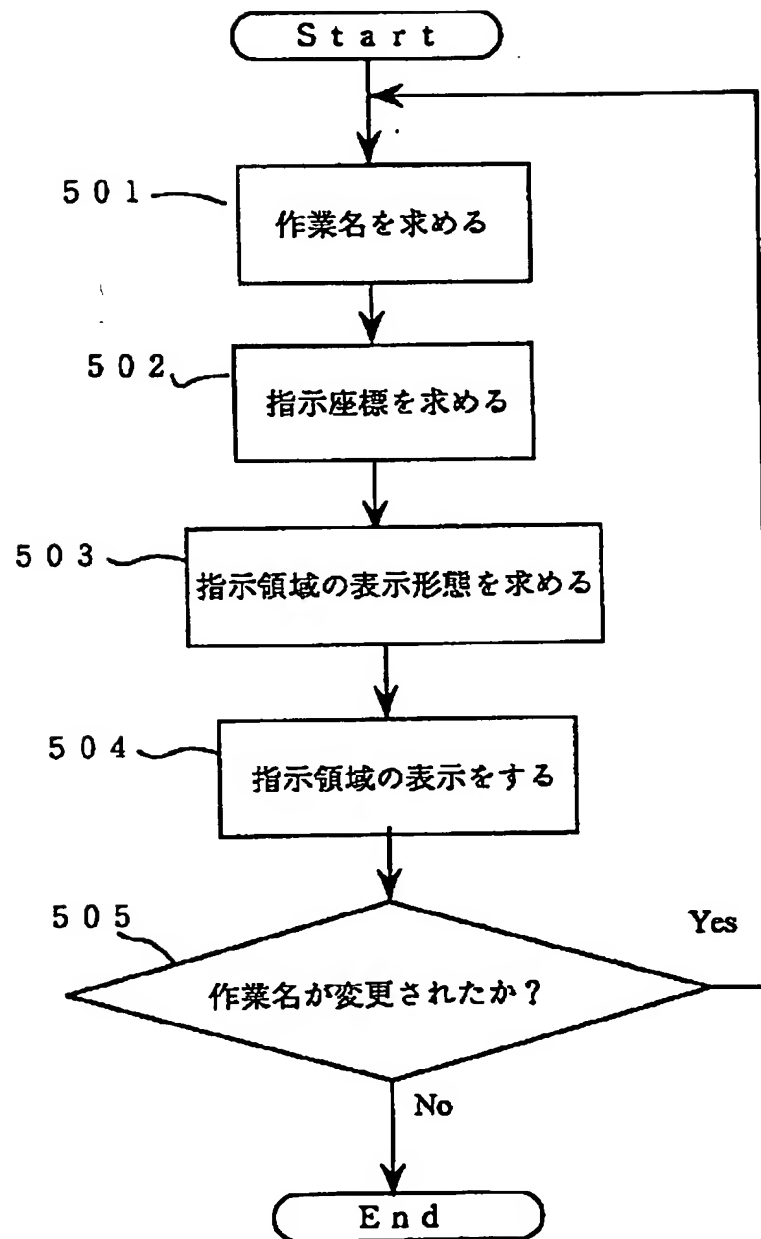 Start
501
作業名を求める
502
指示座標を求める
503
指示領域の表示形態を求める
504
指示領域の表示をする
505
作業名が変更されたか?
Yes
No
End